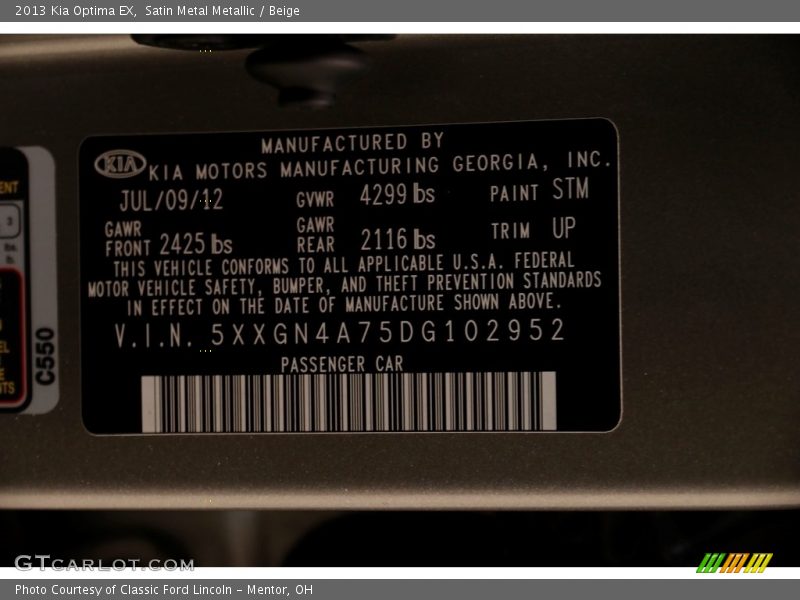 2013 Kia Optima EX, Satin Metal Metallic / Beige
MANUFACTURED BY
KIA KIA MOTORS MANUFACTURING GEORGIA, INC.
JUL/09/12 GVWR 4299 lbs PAINT STM
GAWR FRONT 2425 lbs GAWR REAR 2116 lbs TRIM UP
THIS VEHICLE CONFORMS TO ALL APPLICABLE U.S.A. FEDERAL
MOTOR VEHICLE SAFETY, BUMPER, AND THEFT PREVENTION STANDARDS
IN EFFECT ON THE DATE OF MANUFACTURE SHOWN ABOVE.
V.I.N. 5XXGN4A75DG102952
PASSENGER CAR
C550
GTCARLOT.COM
Photo Courtesy of Classic Ford Lincoln - Mentor, OH